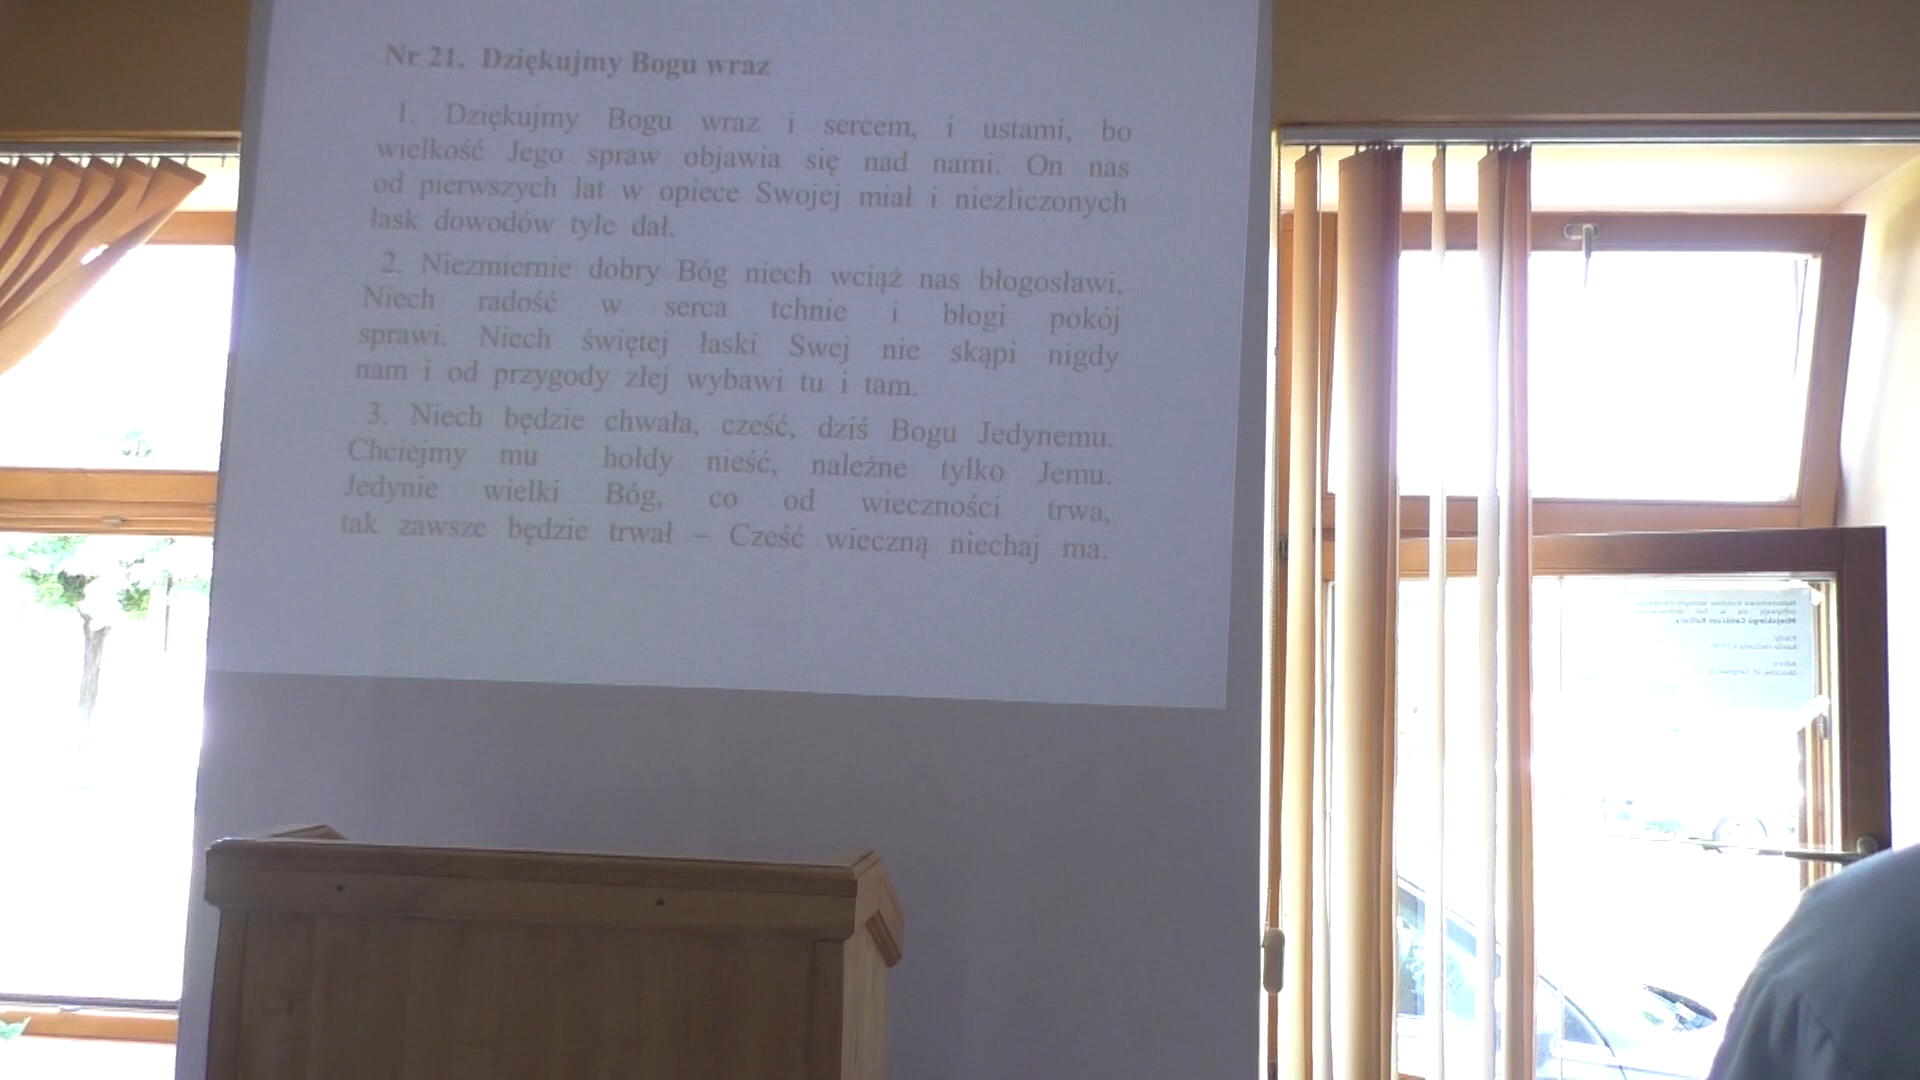 Nr 21. Dziękujmy Bogu wraz
1. Dziękujmy Bogu wraz i sercem, i ustami, bo
wielkość Jego spraw objawia się nad nami. On nas
od pierwszych lat w opiece Swojej miał i niezliczonych
łask dowodów tyle dał.
2. Niezmiernie dobry Bóg niech wciąż nas błogosławi,
Niech radość w serca tchnie i błogi pokój
sprawi. Niech świętej łaski Swej nie skąpi nigdy
nam i od przygody złej wybawi tu i tam.
3. Niech będzie chwała, cześć, dziś Bogu Jedynemu.
Chciejmy mu hołdy nieść, należne tylko Jemu.
Jedynie wielki Bóg, co od wieczności trwa,
tak zawsze będzie trwał – Cześć wieczną niechaj ma.
Miejskiego Centrum Kultury